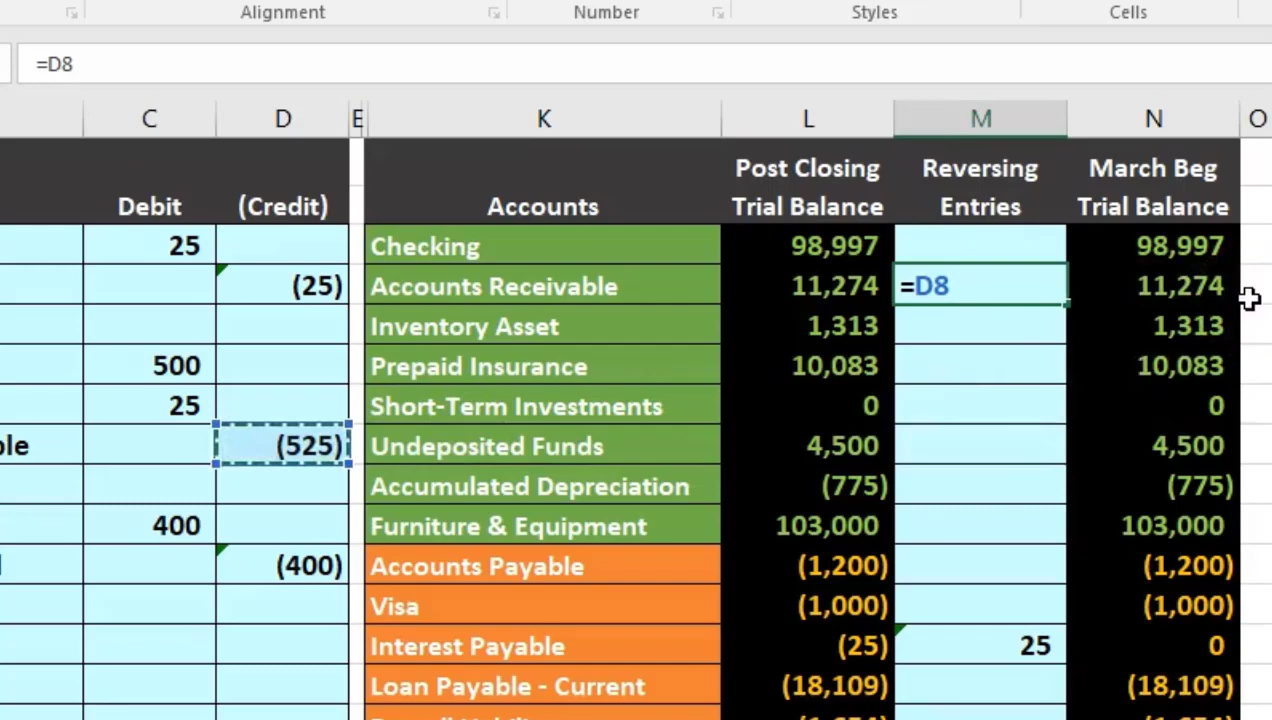 Alignment Number Styles Cells
=D8
C D E K L M N O
Post Closing Reversing March Beg
Debit (Credit) Accounts Trial Balance Entries Trial Balance
25 Checking 98,997 98,997
(25) Accounts Receivable 11,274 =D8 11,274
Inventory Asset 1,313 1,313
500 Prepaid Insurance 10,083 10,083
25 Short-Term Investments 0 0
(525) Undeposited Funds 4,500 4,500
Accumulated Depreciation (775) (775)
400 Furniture & Equipment 103,000 103,000
(400) Accounts Payable (1,200) (1,200)
Visa (1,000) (1,000)
Interest Payable (25) 25 0
Loan Payable - Current (18,109) (18,109)